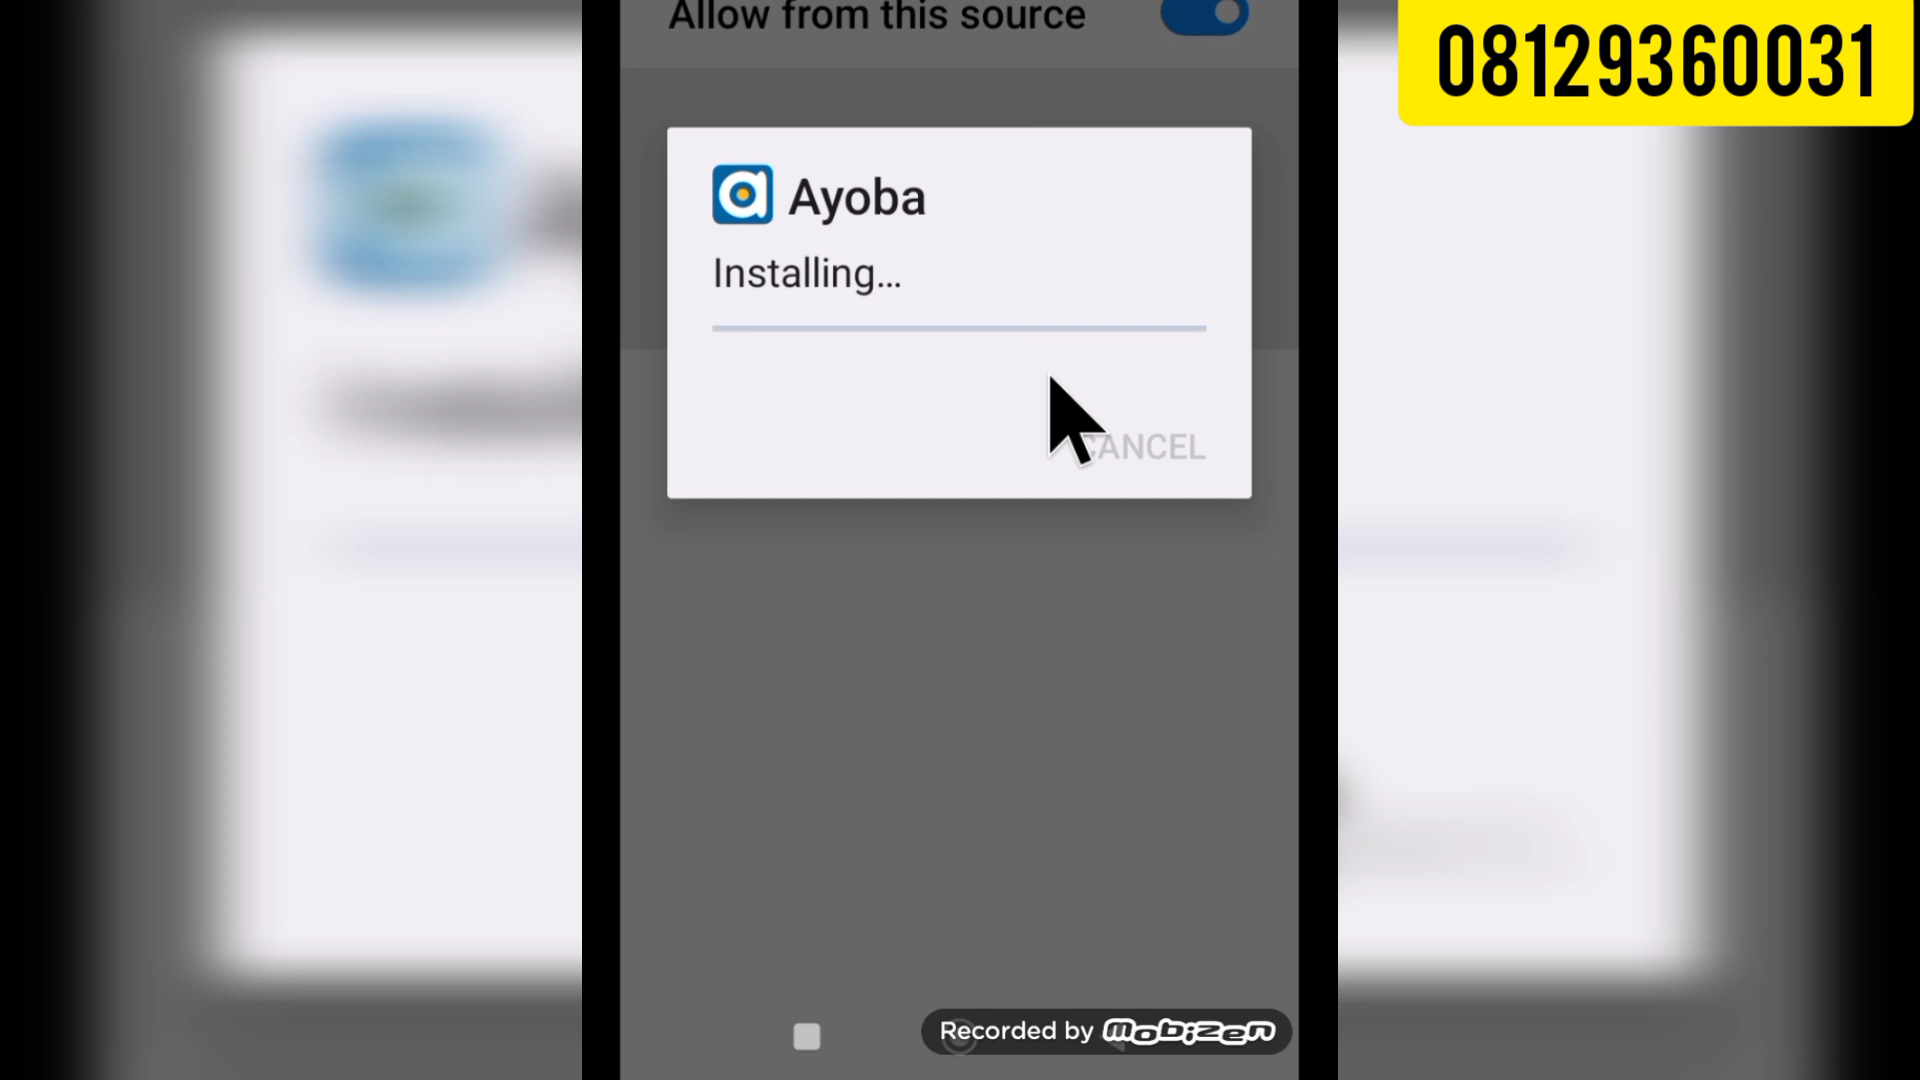 Allow from this source
08129360031
Ayoba
Installing...
CANCEL
Recorded by mobizen